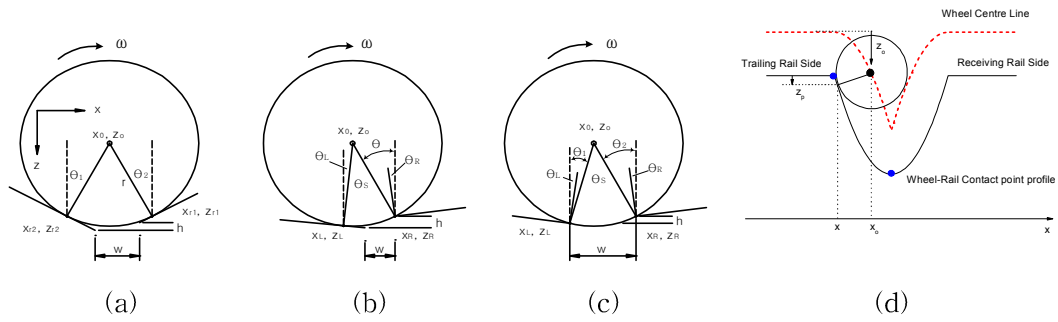 ω
x
z
x₀, z₀
Θ₁
r
Θ₂
xr1, zr1
xr2, zr2
h
w
(a)
ω
x₀, z₀
ΘL
Θ
ΘR
ΘS
h
xL, zL
xR, zR
w
(b)
ω
x₀, z₀
Θ₁
Θ₂
ΘL
ΘS
ΘR
h
xL, zL
xR, zR
w
(c)
Wheel Centre Line
zₒ
Trailing Rail Side
Receiving Rail Side
zₚ
Wheel-Rail Contact point profile
x
xₒ
x
(d)